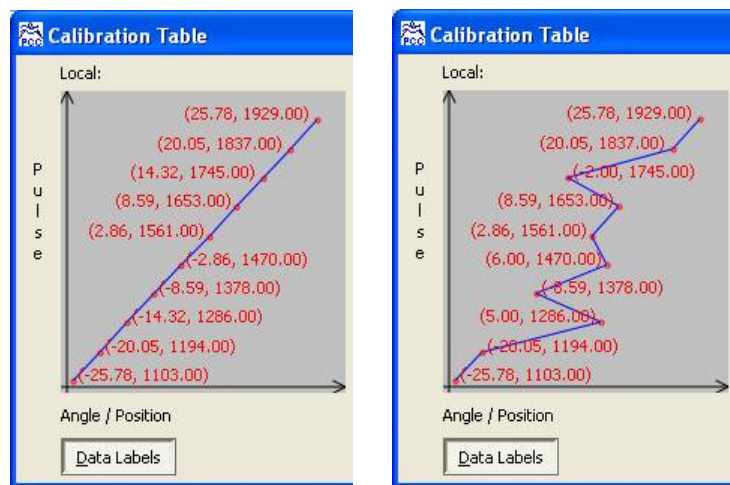 PCC Calibration Table
Local:
(25.78, 1929.00)
(20.05, 1837.00)
(14.32, 1745.00)
(8.59, 1653.00)
(2.86, 1561.00)
(-2.86, 1470.00)
(-8.59, 1378.00)
(-14.32, 1286.00)
(-20.05, 1194.00)
(-25.78, 1103.00)
Pulse
Angle / Position
Data Labels
PCC Calibration Table
Local:
(25.78, 1929.00)
(20.05, 1837.00)
(-2.00, 1745.00)
(8.59, 1653.00)
(2.86, 1561.00)
(6.00, 1470.00)
(-8.59, 1378.00)
(5.00, 1286.00)
(-20.05, 1194.00)
(-25.78, 1103.00)
Pulse
Angle / Position
Data Labels